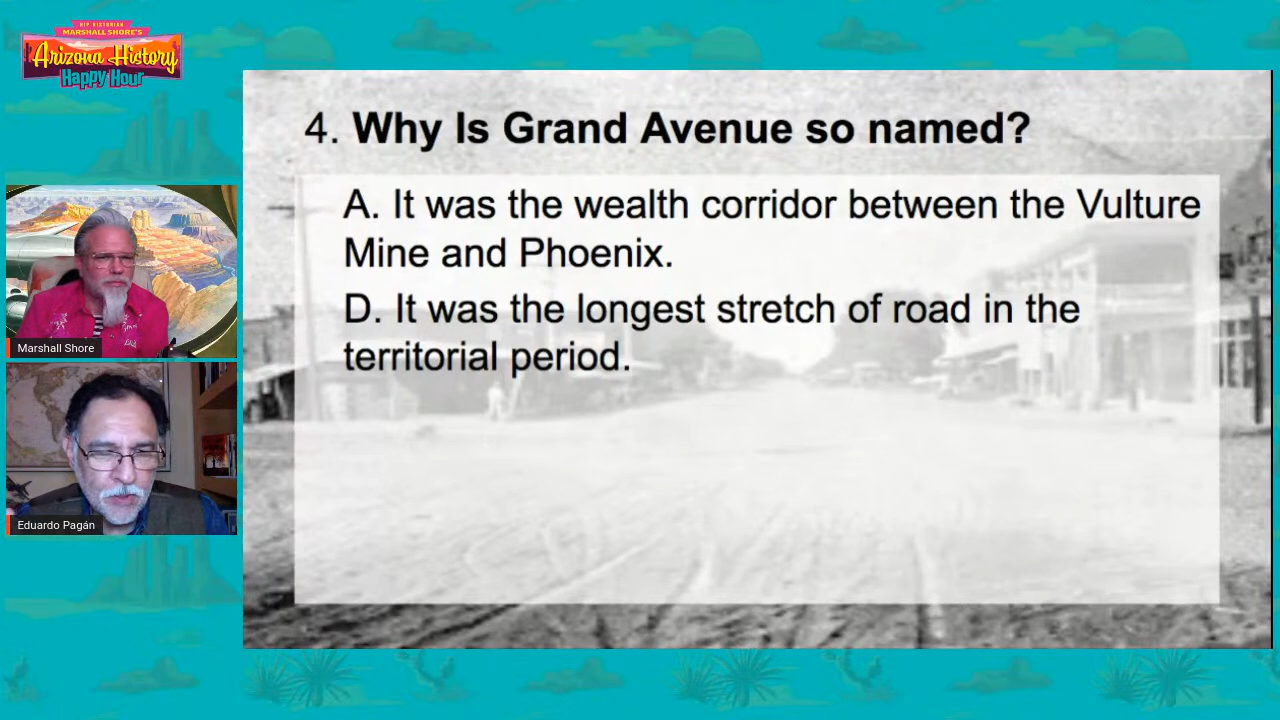 HIP HISTORIAN
MARSHALL SHORE'S
Arizona History
Happy Hour
4. Why Is Grand Avenue so named?
A. It was the wealth corridor between the Vulture
Mine and Phoenix.
D. It was the longest stretch of road in the
territorial period.
Marshall Shore
Eduardo Pagán